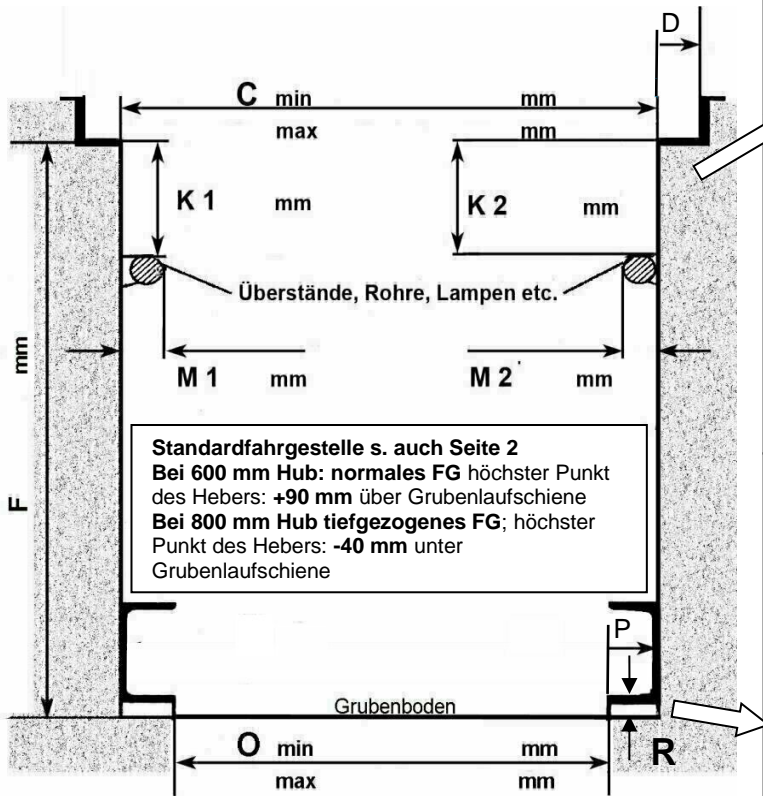 D
C min mm
max mm
K 1 mm
K 2 mm
Überstände, Rohre, Lampen etc.
mm
M 1 mm
M 2 mm
F
Standardfahrgestelle s. auch Seite 2
Bei 600 mm Hub: normales FG höchster Punkt
des Hebers: +90 mm über Grubenlaufschiene
Bei 800 mm Hub tiefgezogenes FG; höchster
Punkt des Hebers: -40 mm unter
Grubenlaufschiene
P
Grubenboden
O min mm
R
max mm